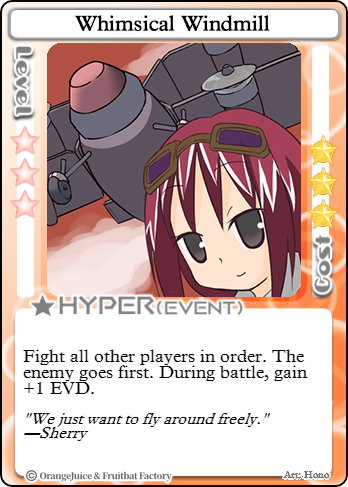 Whimsical Windmill
Level
Cost
HYPER(EVENT)
Fight all other players in order. The
enemy goes first. During battle, gain
+1 EVD.
"We just want to fly around freely."
—Sherry
© OrangeJuice & Fruitbat Factory
Art: Hono